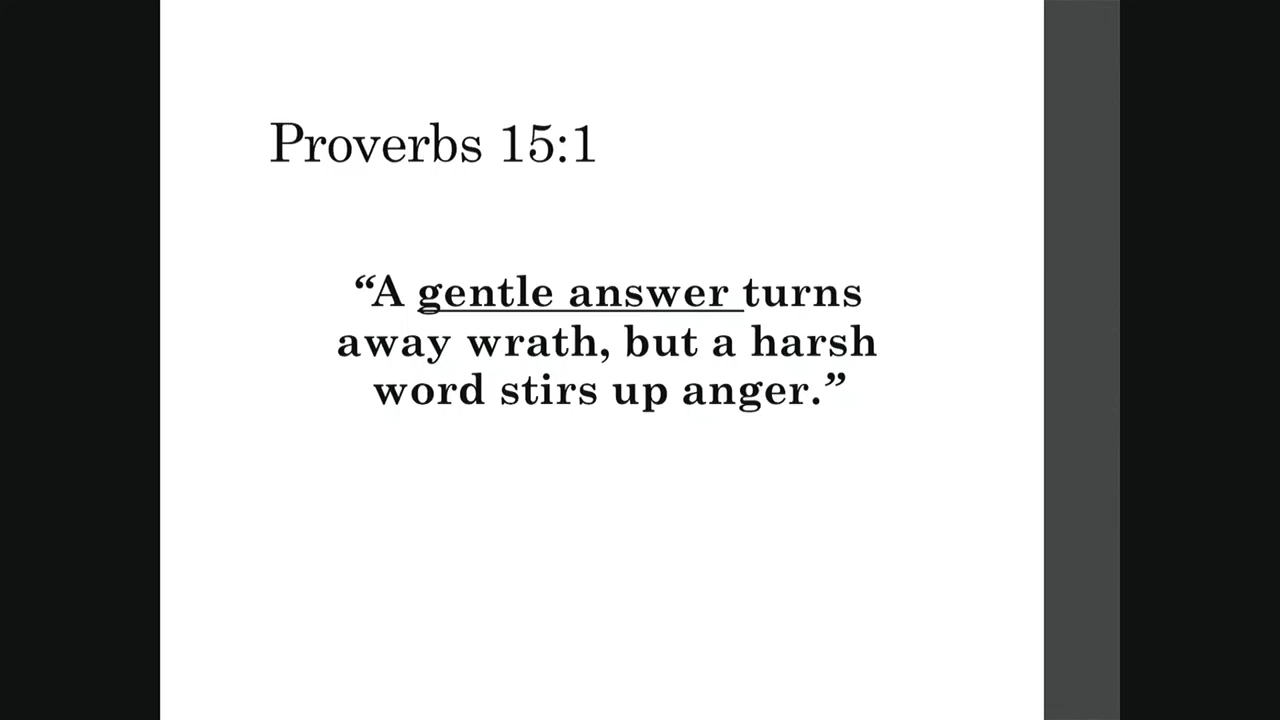 Proverbs 15:1
“A gentle answer turns
away wrath, but a harsh
word stirs up anger.”